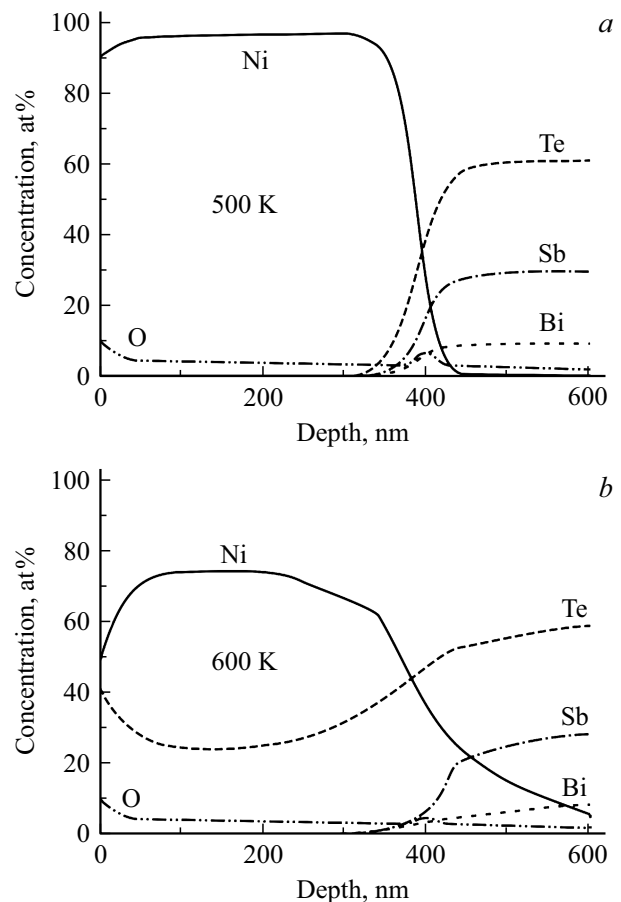 a
100
80
60
40
20
0
Concentration, at%
Ni
Te
500 K
Sb
Bi
O
0
200
400
600
Depth, nm
b
100
80
60
40
20
0
Concentration, at%
Ni
Te
600 K
Sb
Bi
O
0
200
400
600
Depth, nm